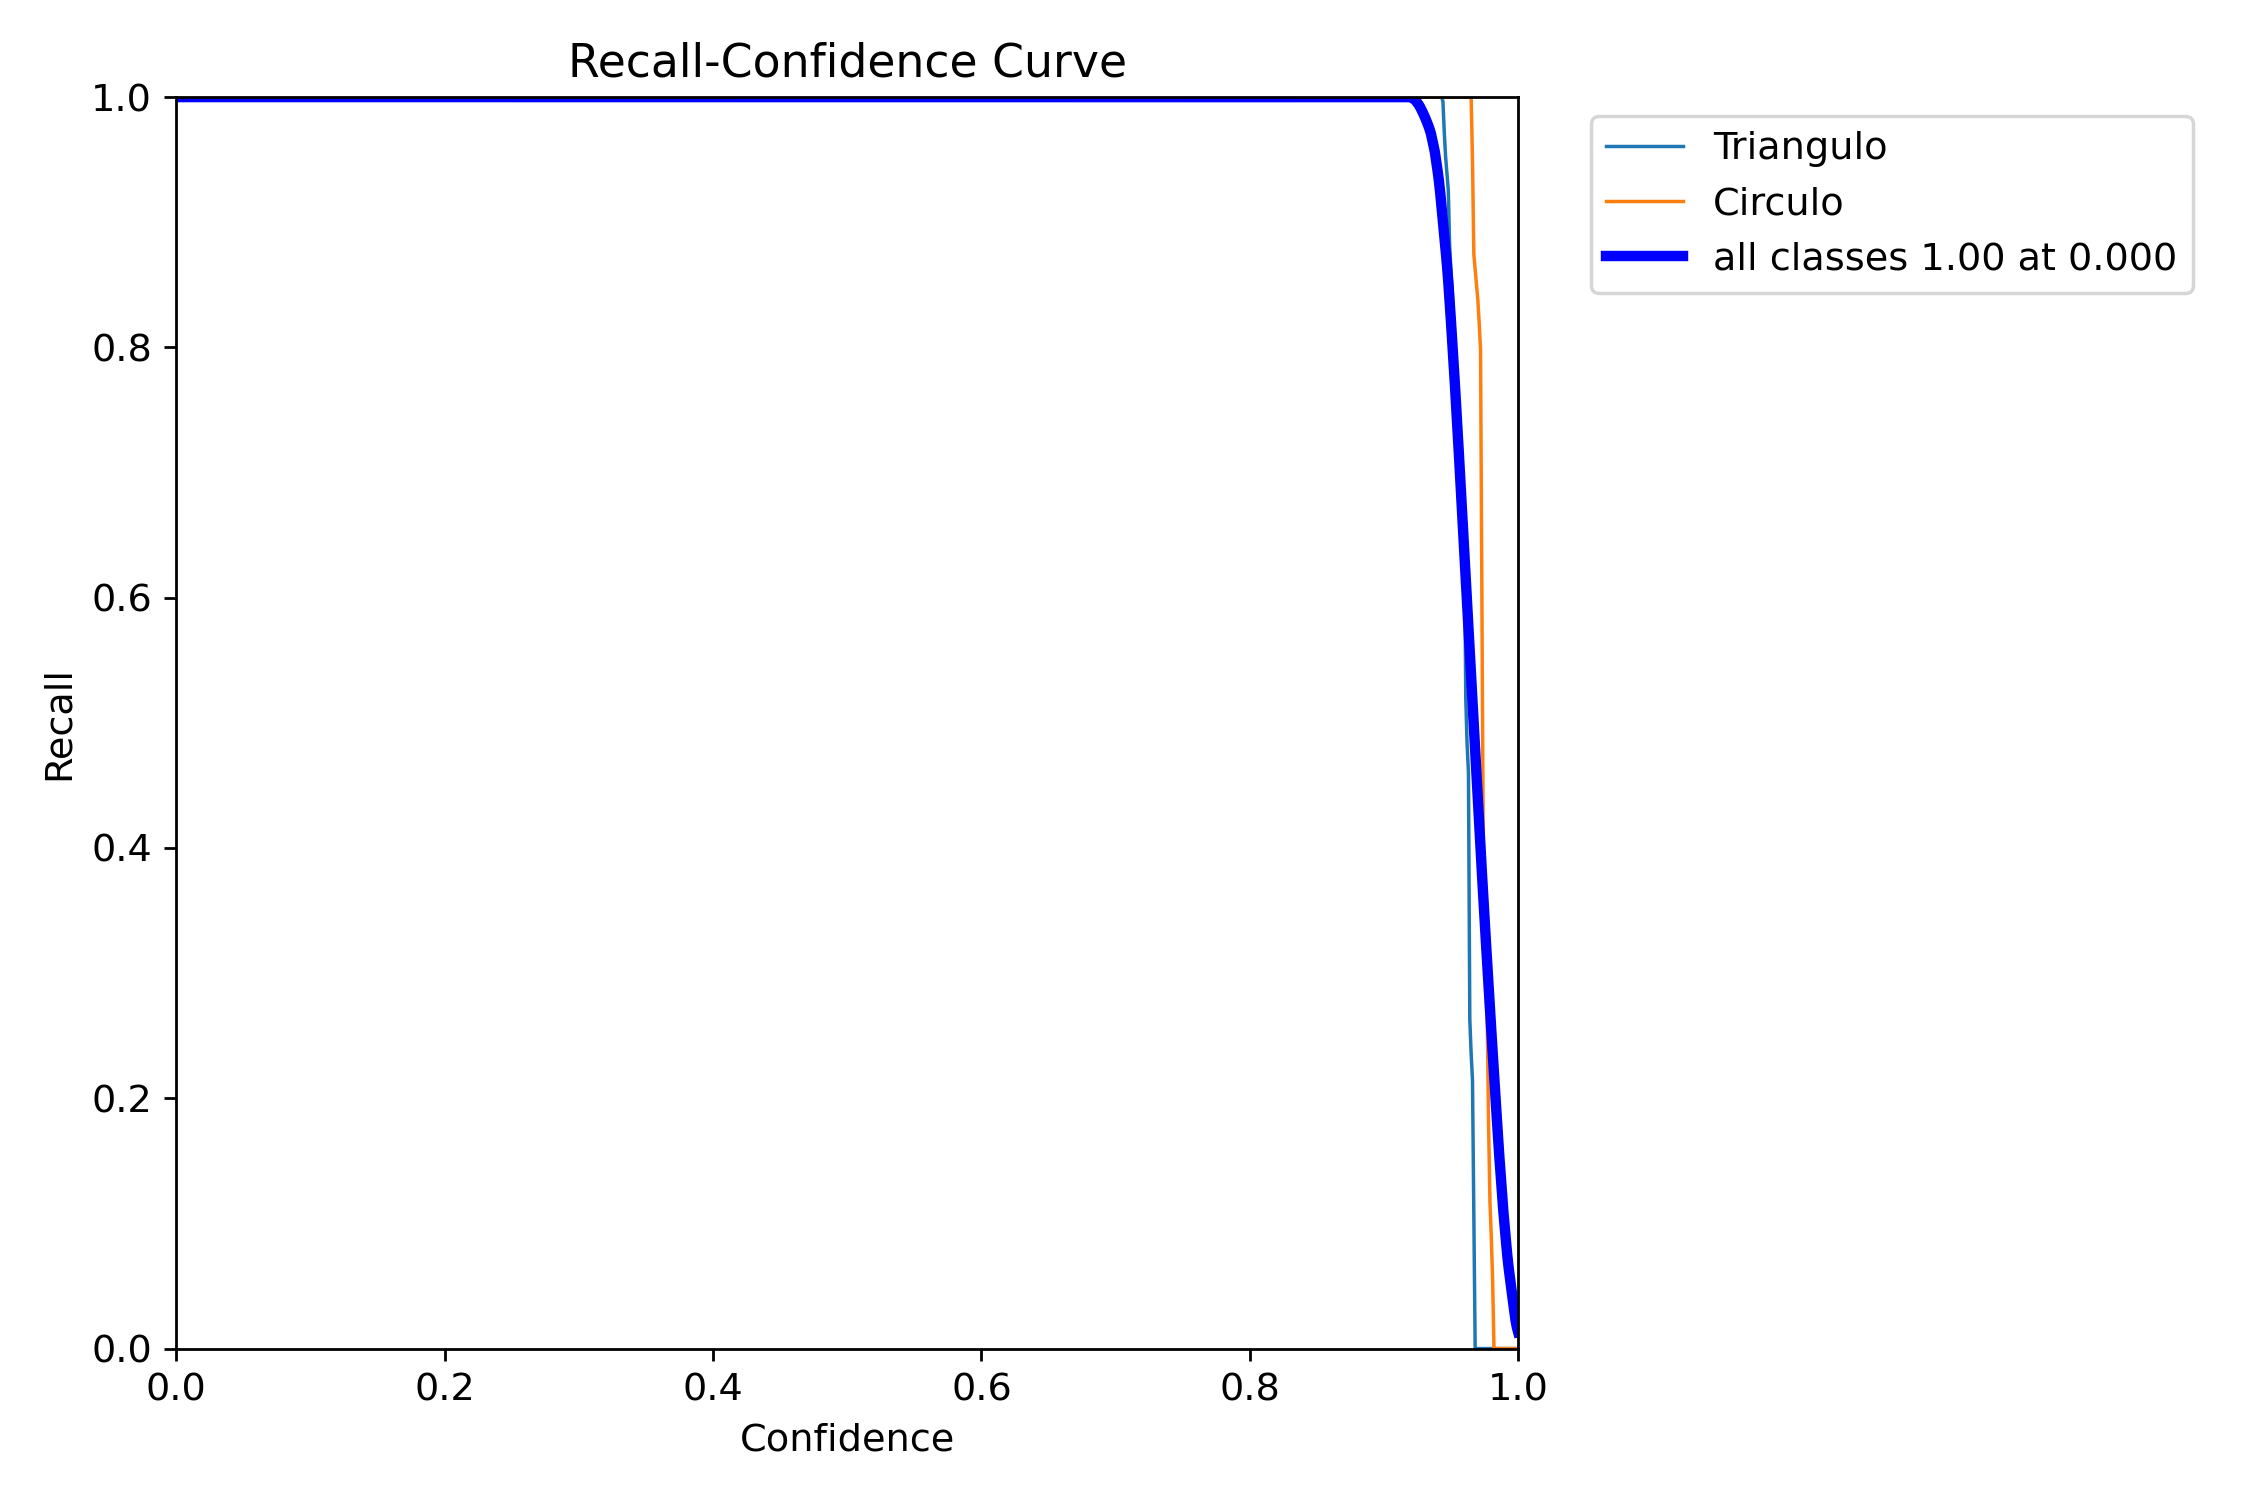 Recall-Confidence Curve
1.0
0.8
0.6
0.4
0.2
0.0
Recall
0.0 0.2 0.4 0.6 0.8 1.0
Confidence
Triangulo
Circulo
all classes 1.00 at 0.000